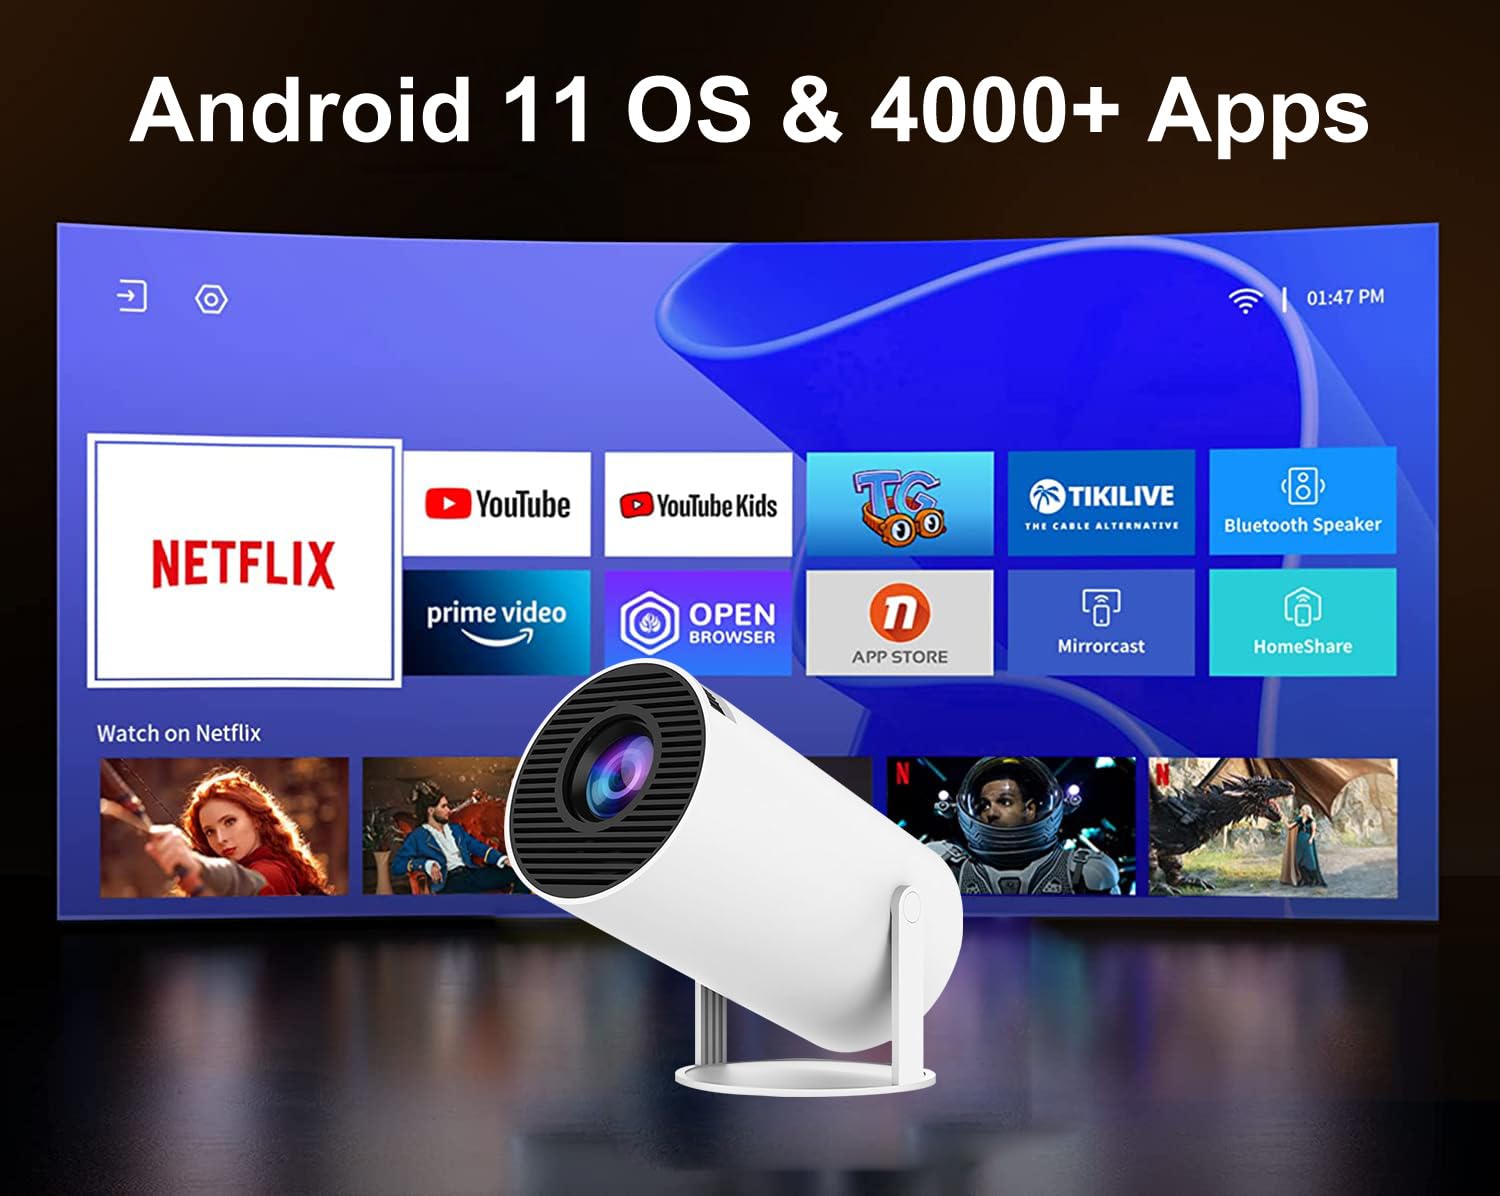 Android 11 OS & 4000+ Apps
01:47 PM
NETFLIX
YouTube
YouTube Kids
TG
TIKILIVE
THE CABLE ALTERNATIVE
Bluetooth Speaker
prime video
OPEN
BROWSER
n
APP STORE
Mirrorcast
HomeShare
Watch on Netflix
N
N